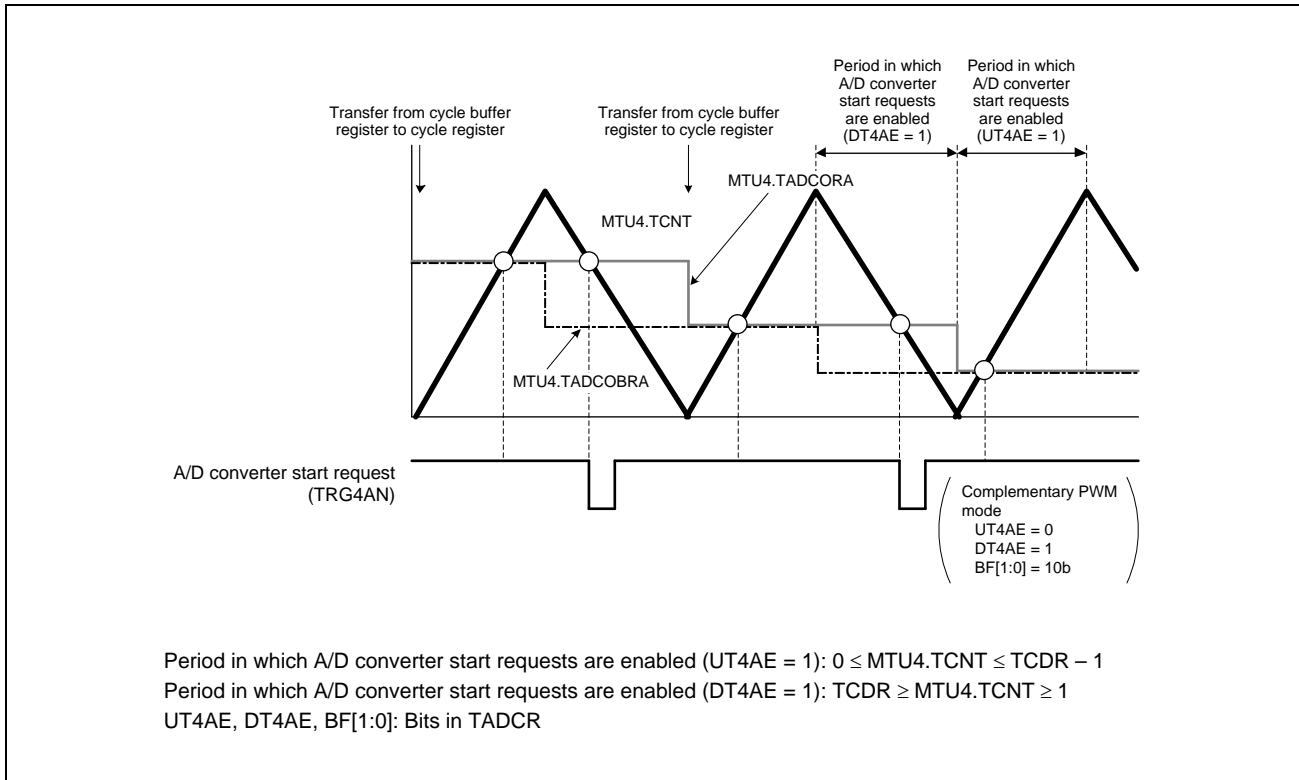 Period in which
A/D converter
start requests
are enabled
(DT4AE = 1)
Period in which
A/D converter
start requests
are enabled
(UT4AE = 1)
Transfer from cycle buffer
register to cycle register
Transfer from cycle buffer
register to cycle register
MTU4.TADCORA
MTU4.TCNT
MTU4.TADCOBRA
A/D converter start request
(TRG4AN)
Complementary PWM
mode
UT4AE = 0
DT4AE = 1
BF[1:0] = 10b
Period in which A/D converter start requests are enabled (UT4AE = 1): 0 ≤ MTU4.TCNT ≤ TCDR – 1
Period in which A/D converter start requests are enabled (DT4AE = 1): TCDR ≥ MTU4.TCNT ≥ 1
UT4AE, DT4AE, BF[1:0]: Bits in TADCR